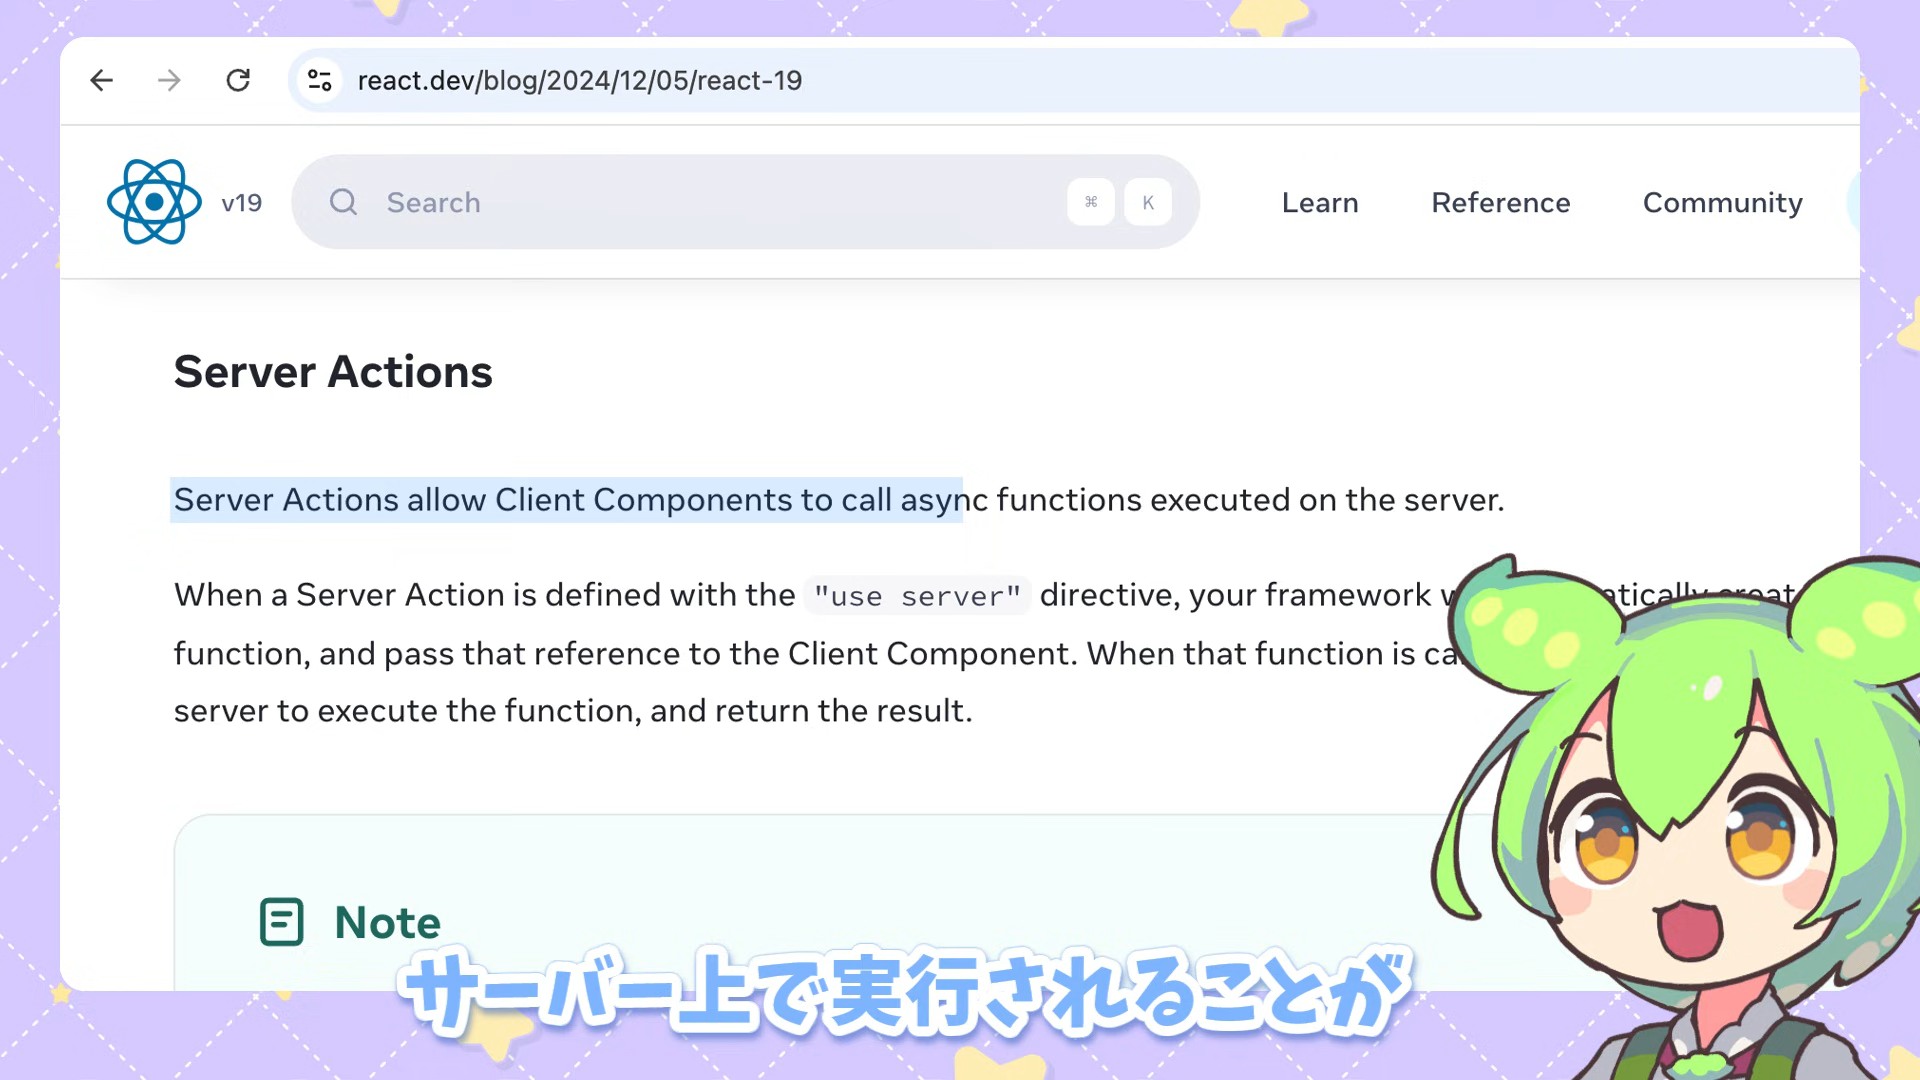 react.dev/blog/2024/12/05/react-19
v19
Search
⌘ K
Learn
Reference
Community
Server Actions
Server Actions allow Client Components to call async functions executed on the server.
When a Server Action is defined with the "use server" directive, your framework
function, and pass that reference to the Client Component. When that function is
server to execute the function, and return the result.
Note
サーバー上で実行されることが